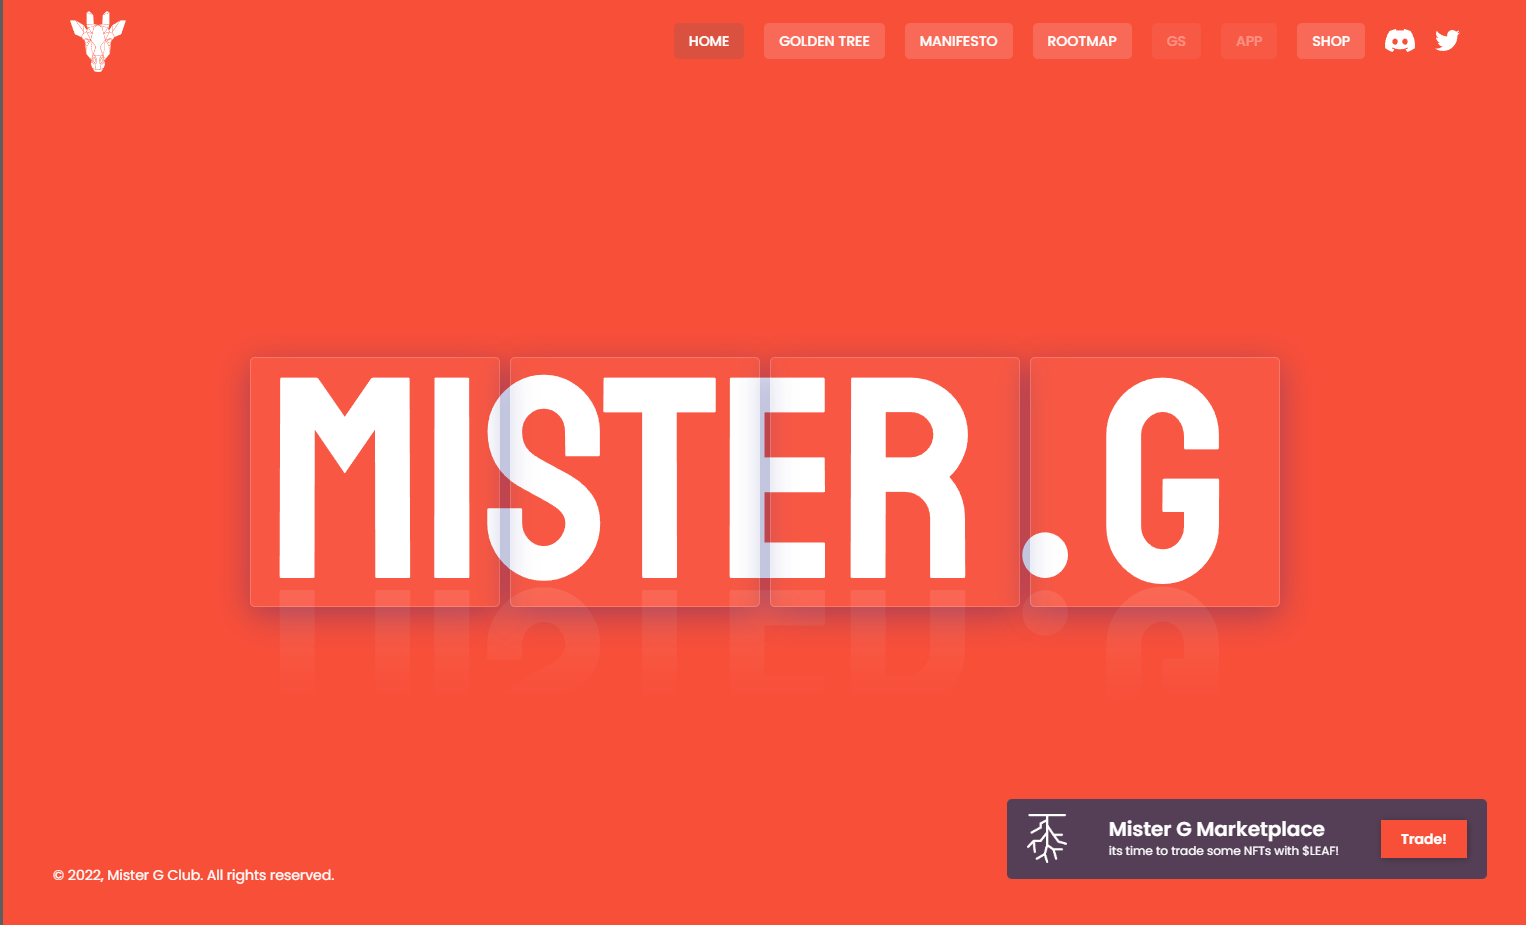 HOME GOLDEN TREE MANIFESTO ROOTMAP GS APP SHOP
MISTER.G
Mister G Marketplace
its time to trade some NFTs with $LEAF!
Trade!
© 2022, Mister G Club. All rights reserved.